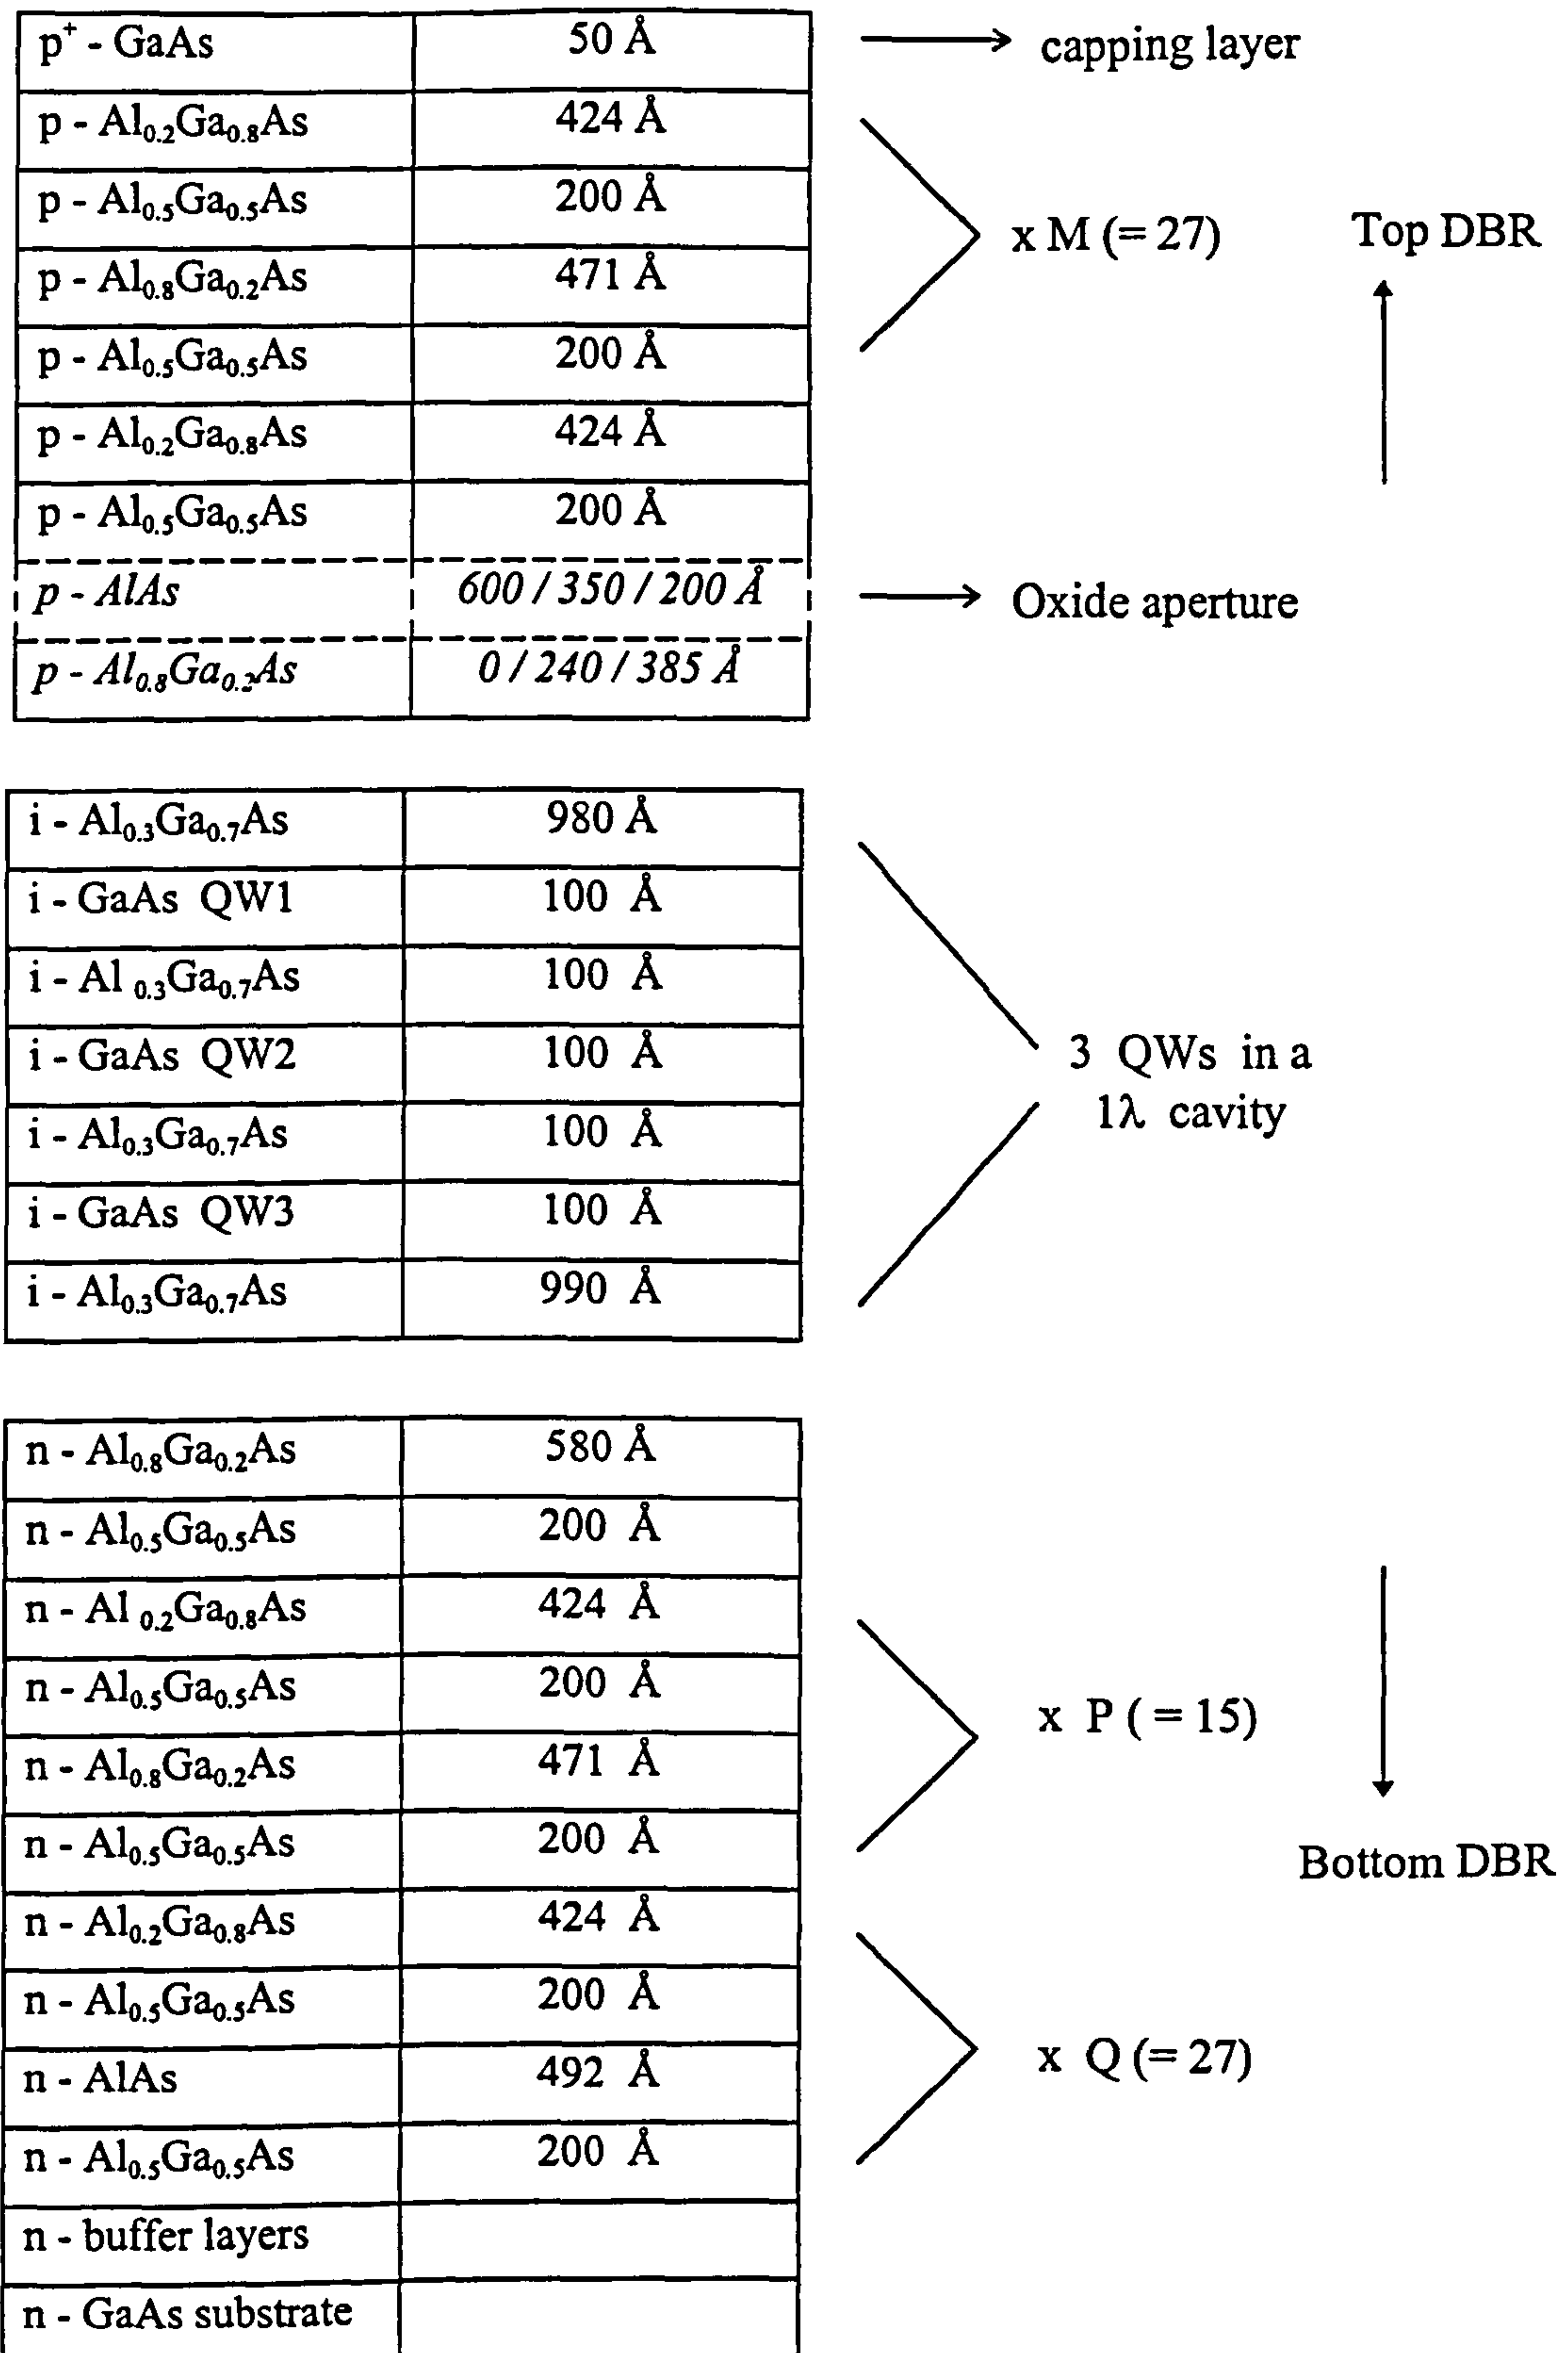 p⁺ - GaAs 50 Å capping layer
p - Al₀.₂Ga₀.₈As 424 Å
p - Al₀.₅Ga₀.₅As 200 Å
x M (= 27) Top DBR
p - Al₀.₈Ga₀.₂As 471 Å
p - Al₀.₅Ga₀.₅As 200 Å
p - Al₀.₂Ga₀.₈As 424 Å
p - Al₀.₅Ga₀.₅As 200 Å
p - AlAs 600 / 350 / 200 Å Oxide aperture
p - Al₀.₈Ga₀.₂As 0 / 240 / 385 Å
i - Al₀.₃Ga₀.₇As 980 Å
i - GaAs QW1 100 Å
i - Al ₀.₃Ga₀.₇As 100 Å
i - GaAs QW2 100 Å
3 QWs in a
1λ cavity
i - Al₀.₃Ga₀.₇As 100 Å
i - GaAs QW3 100 Å
i - Al₀.₃Ga₀.₇As 990 Å
n - Al₀.₈Ga₀.₂As 580 Å
n - Al₀.₅Ga₀.₅As 200 Å
n - Al ₀.₂Ga₀.₈As 424 Å
n - Al₀.₅Ga₀.₅As 200 Å
x P ( = 15)
n - Al₀.₈Ga₀.₂As 471 Å
n - Al₀.₅Ga₀.₅As 200 Å
Bottom DBR
n - Al₀.₂Ga₀.₈As 424 Å
n - Al₀.₅Ga₀.₅As 200 Å
x Q (= 27)
n - AlAs 492 Å
n - Al₀.₅Ga₀.₅As 200 Å
n - buffer layers
n - GaAs substrate